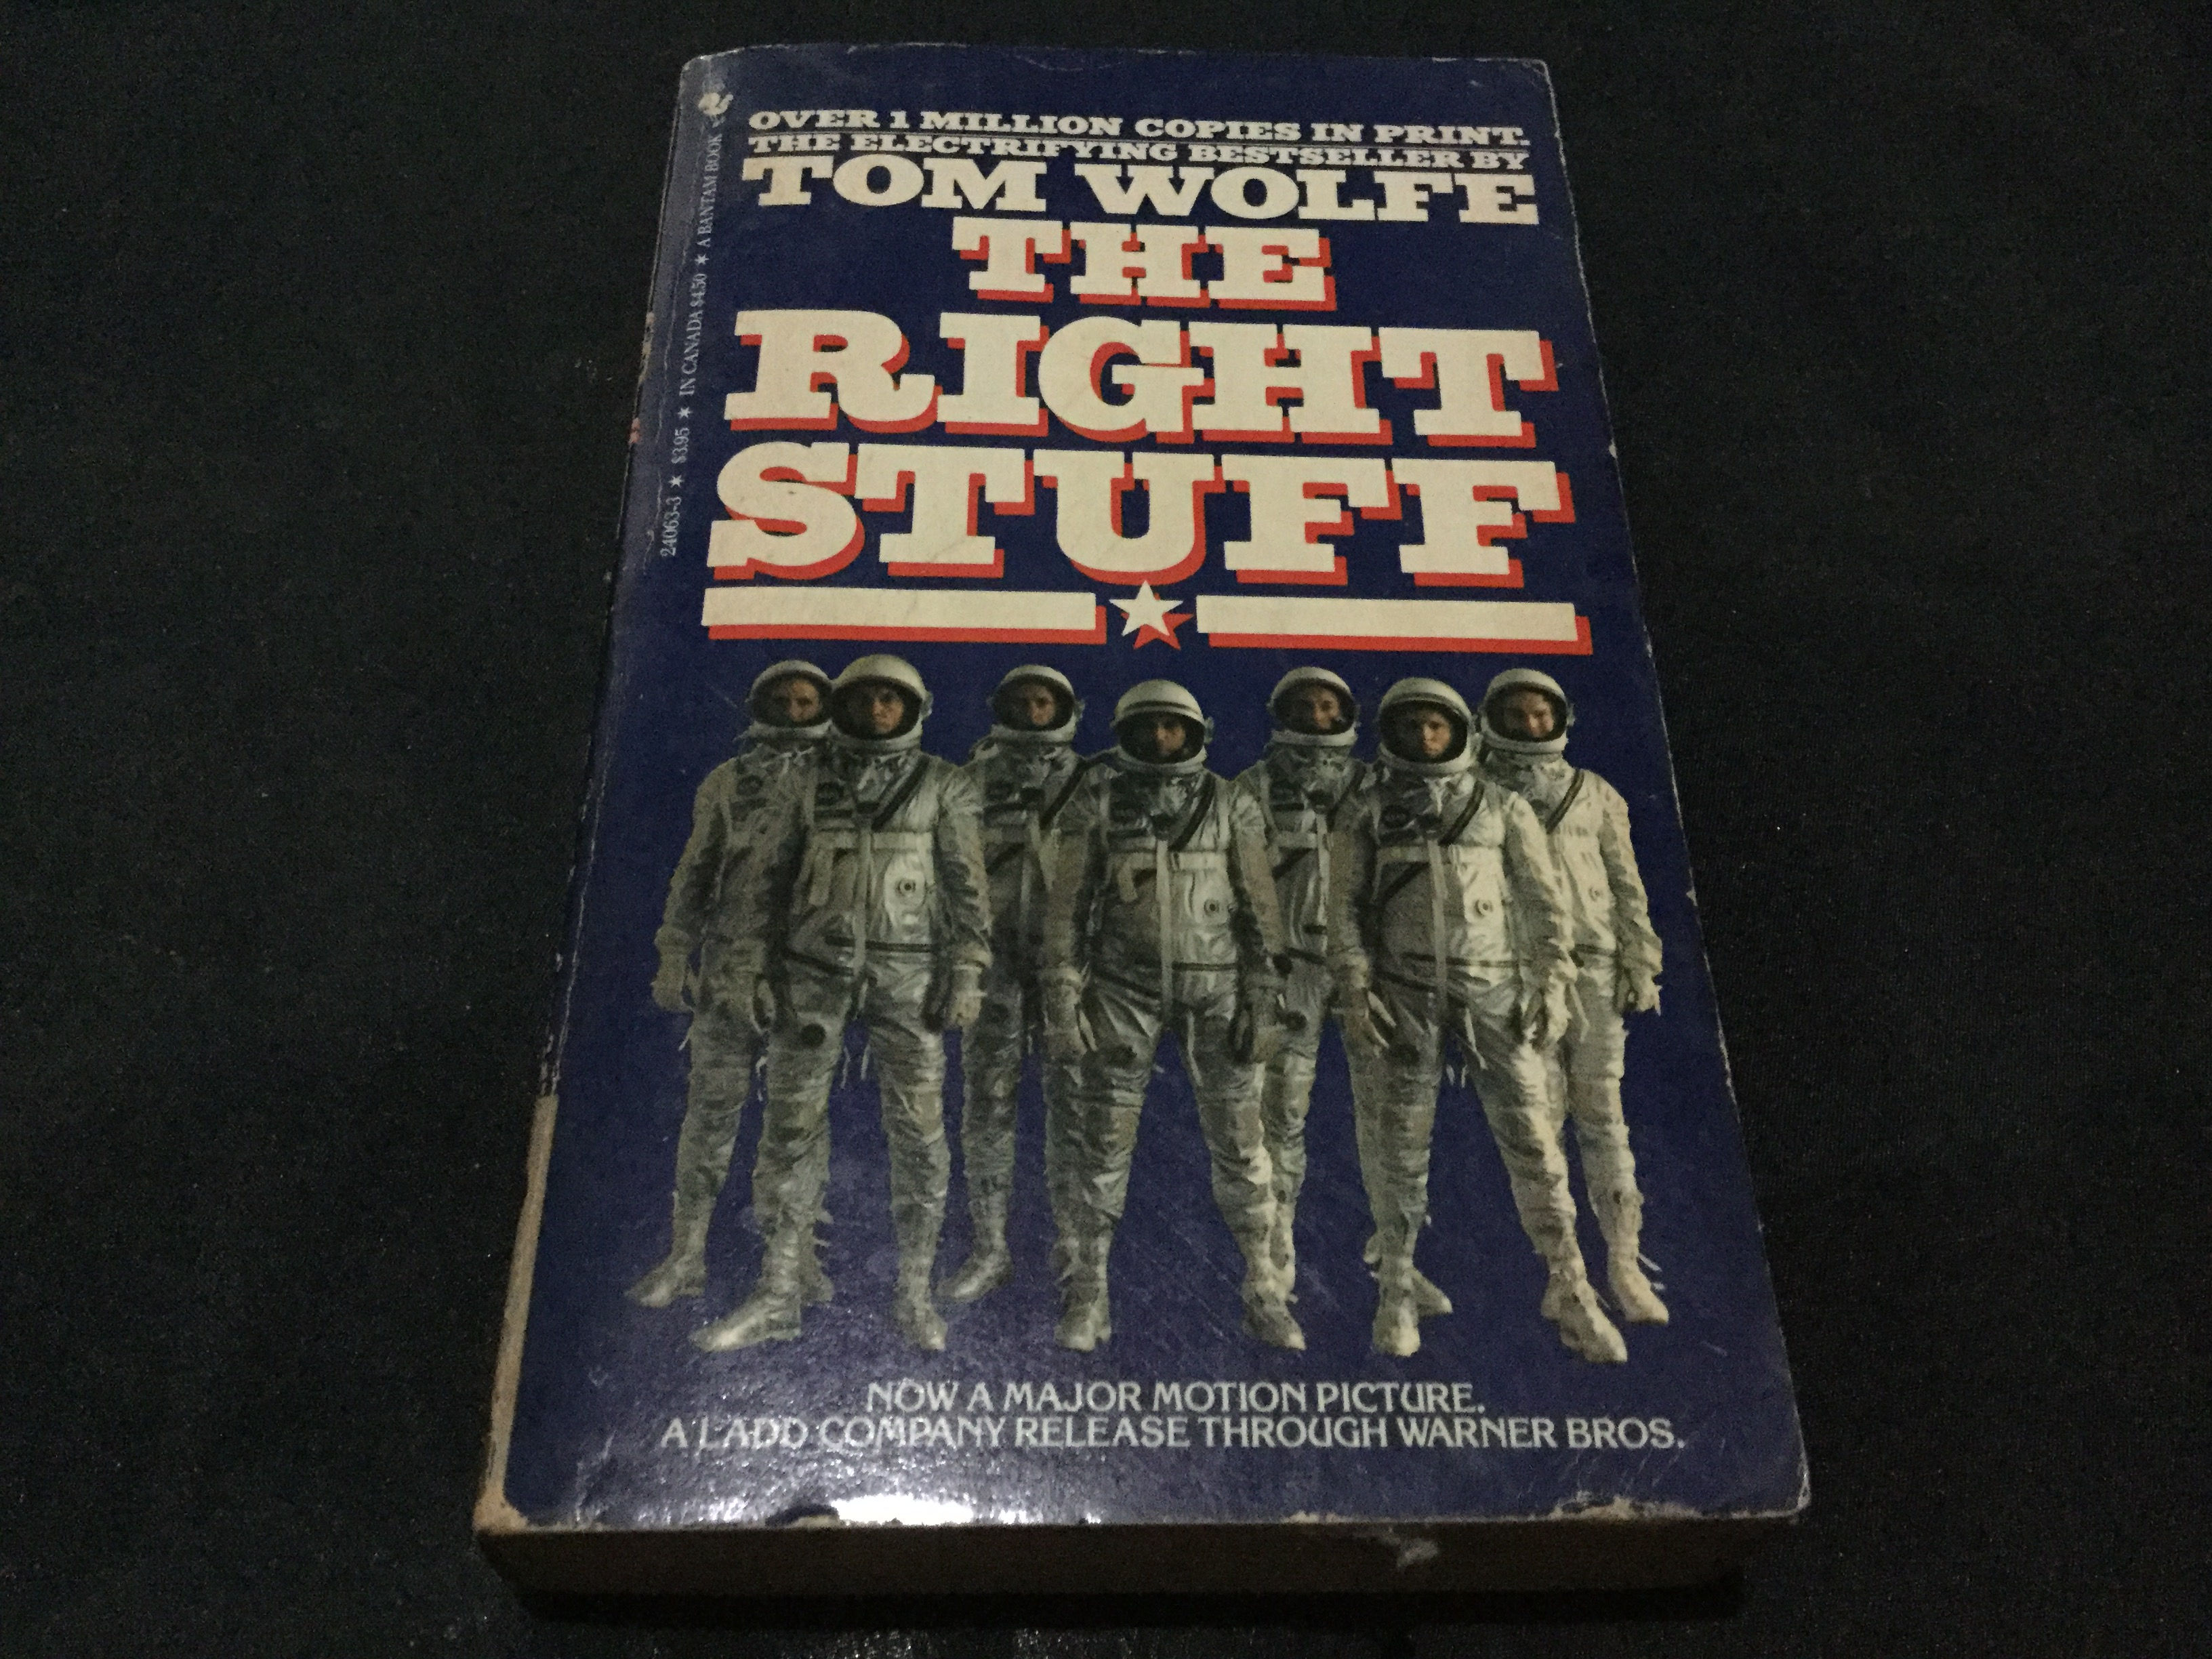 OVER 1 MILLION COPIES IN PRINT.
THE ELECTRIFYING BESTSELLER BY
TOM WOLFE
THE
RIGHT
STUFF
24063-3 ★ $3.95 ★ IN CANADA $4.50 ★ A BANTAM BOOK
NOW A MAJOR MOTION PICTURE.
A LADD COMPANY RELEASE THROUGH WARNER BROS.